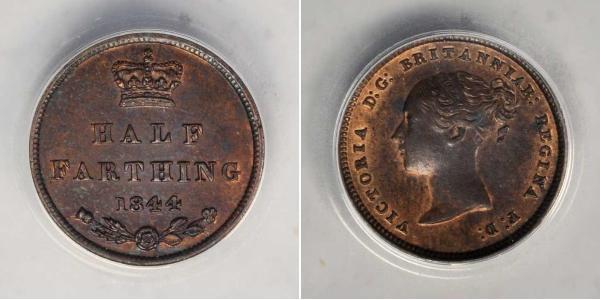 HALF
FARTHING
1844
VICTORIA D:G: BRITANNIAR: REGINA F:D: